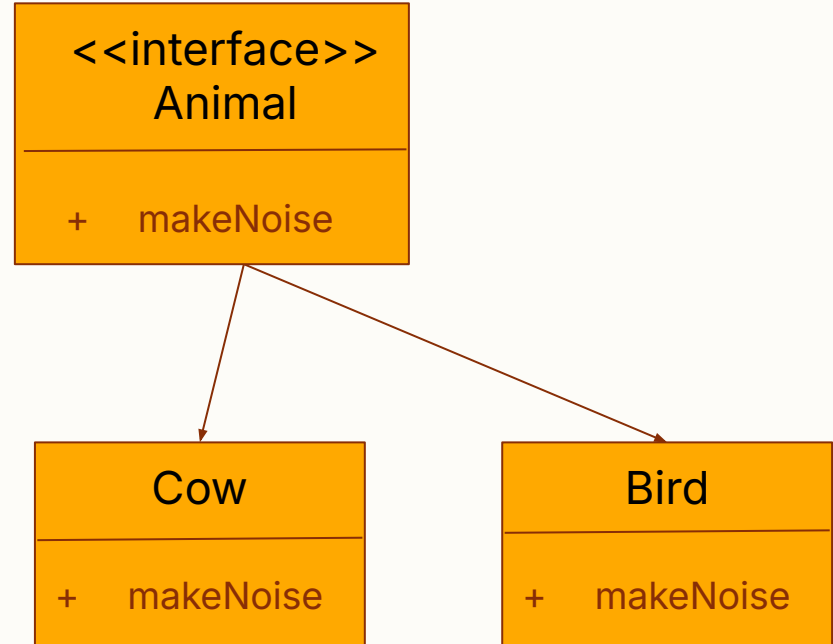 <<interface>>
Animal
+ makeNoise
Cow
+ makeNoise
Bird
+ makeNoise